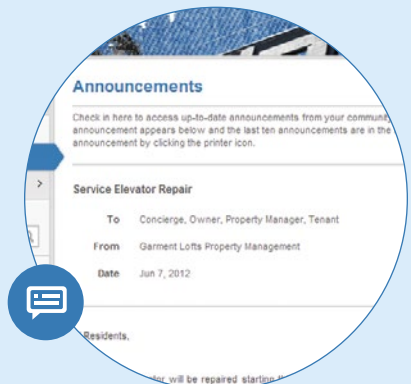 Announcements
Check in here to access up-to-date announcements from your community
announcement appears below and the last ten announcements are in the
announcement by clicking the printer icon.
Service Elevator Repair
To Concierge, Owner, Property Manager, Tenant
From Garment Lofts Property Management
Date Jun 7, 2012
Residents,
will be repaired starting